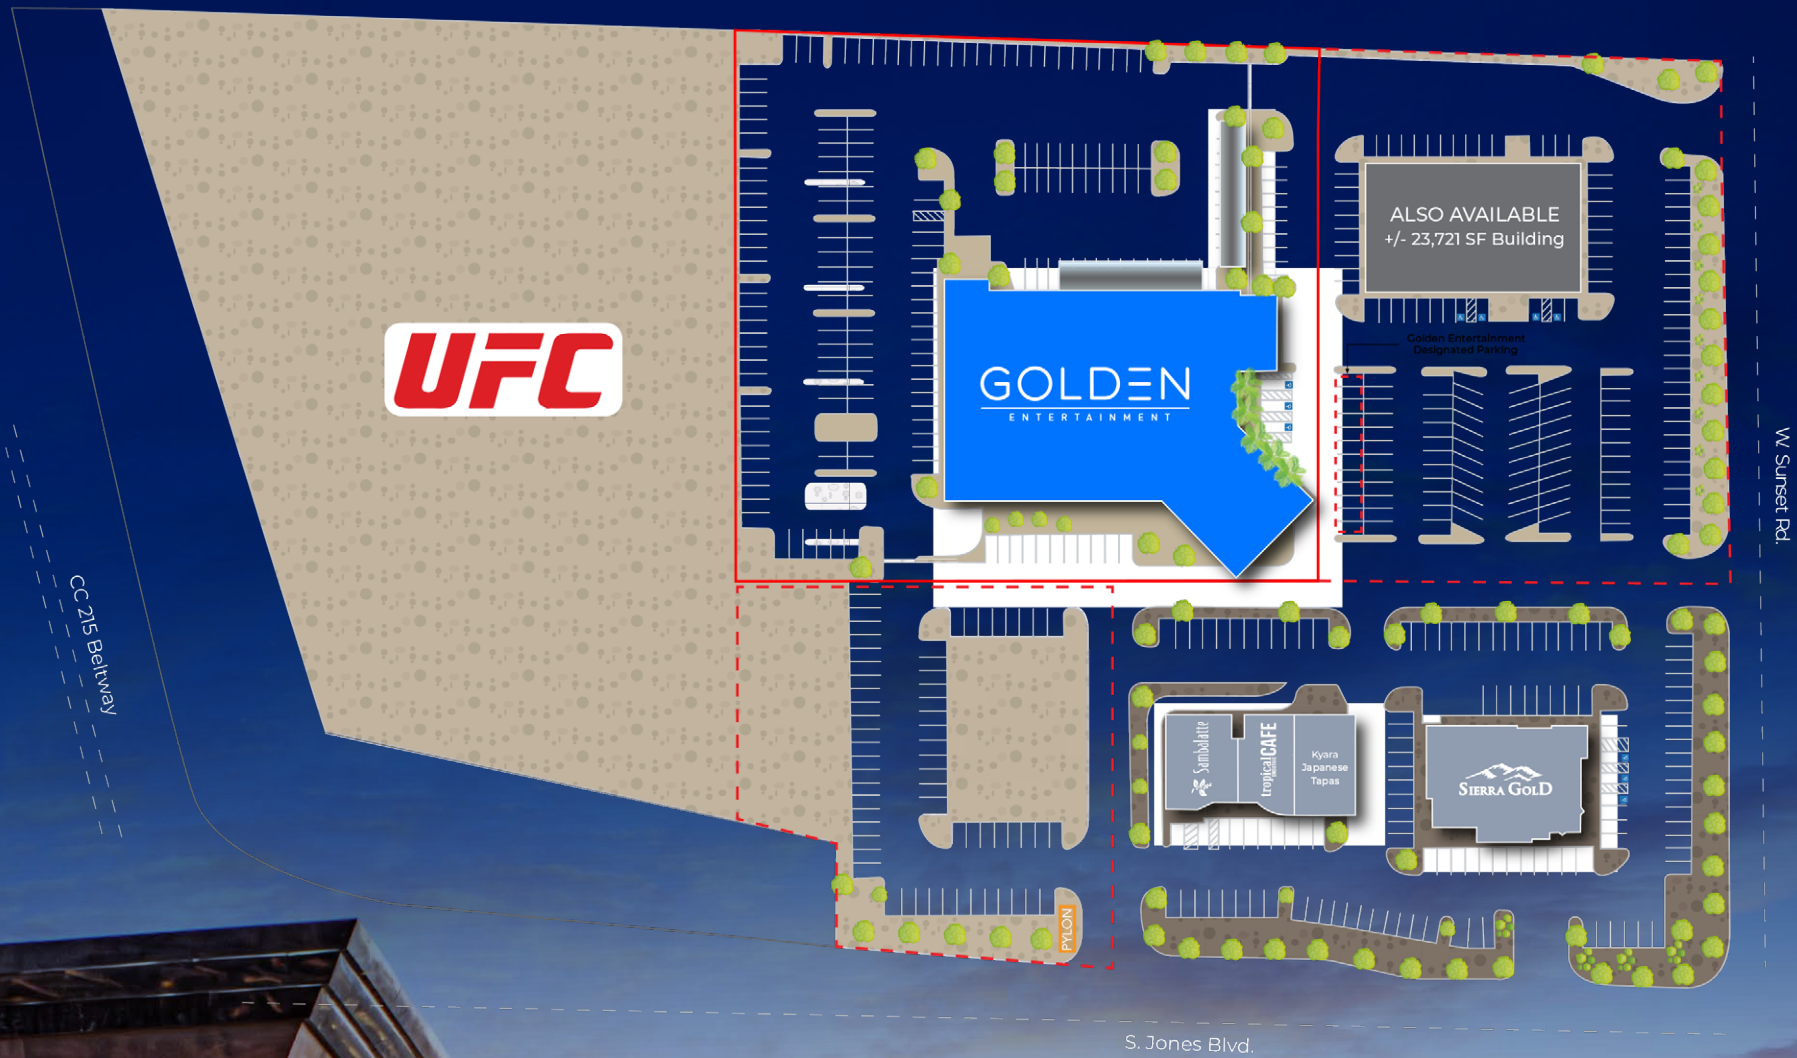 ALSO AVAILABLE
+/- 23,721 SF Building
UFC
Golden Entertainment
Designated Parking
GOLDEN
ENTERTAINMENT
W. Sunset Rd.
CC 215 Beltway
Sambalatte
tropical CAFE
Kyara
Japanese
Tapas
SIERRA GOLD
PYLON
S. Jones Blvd.